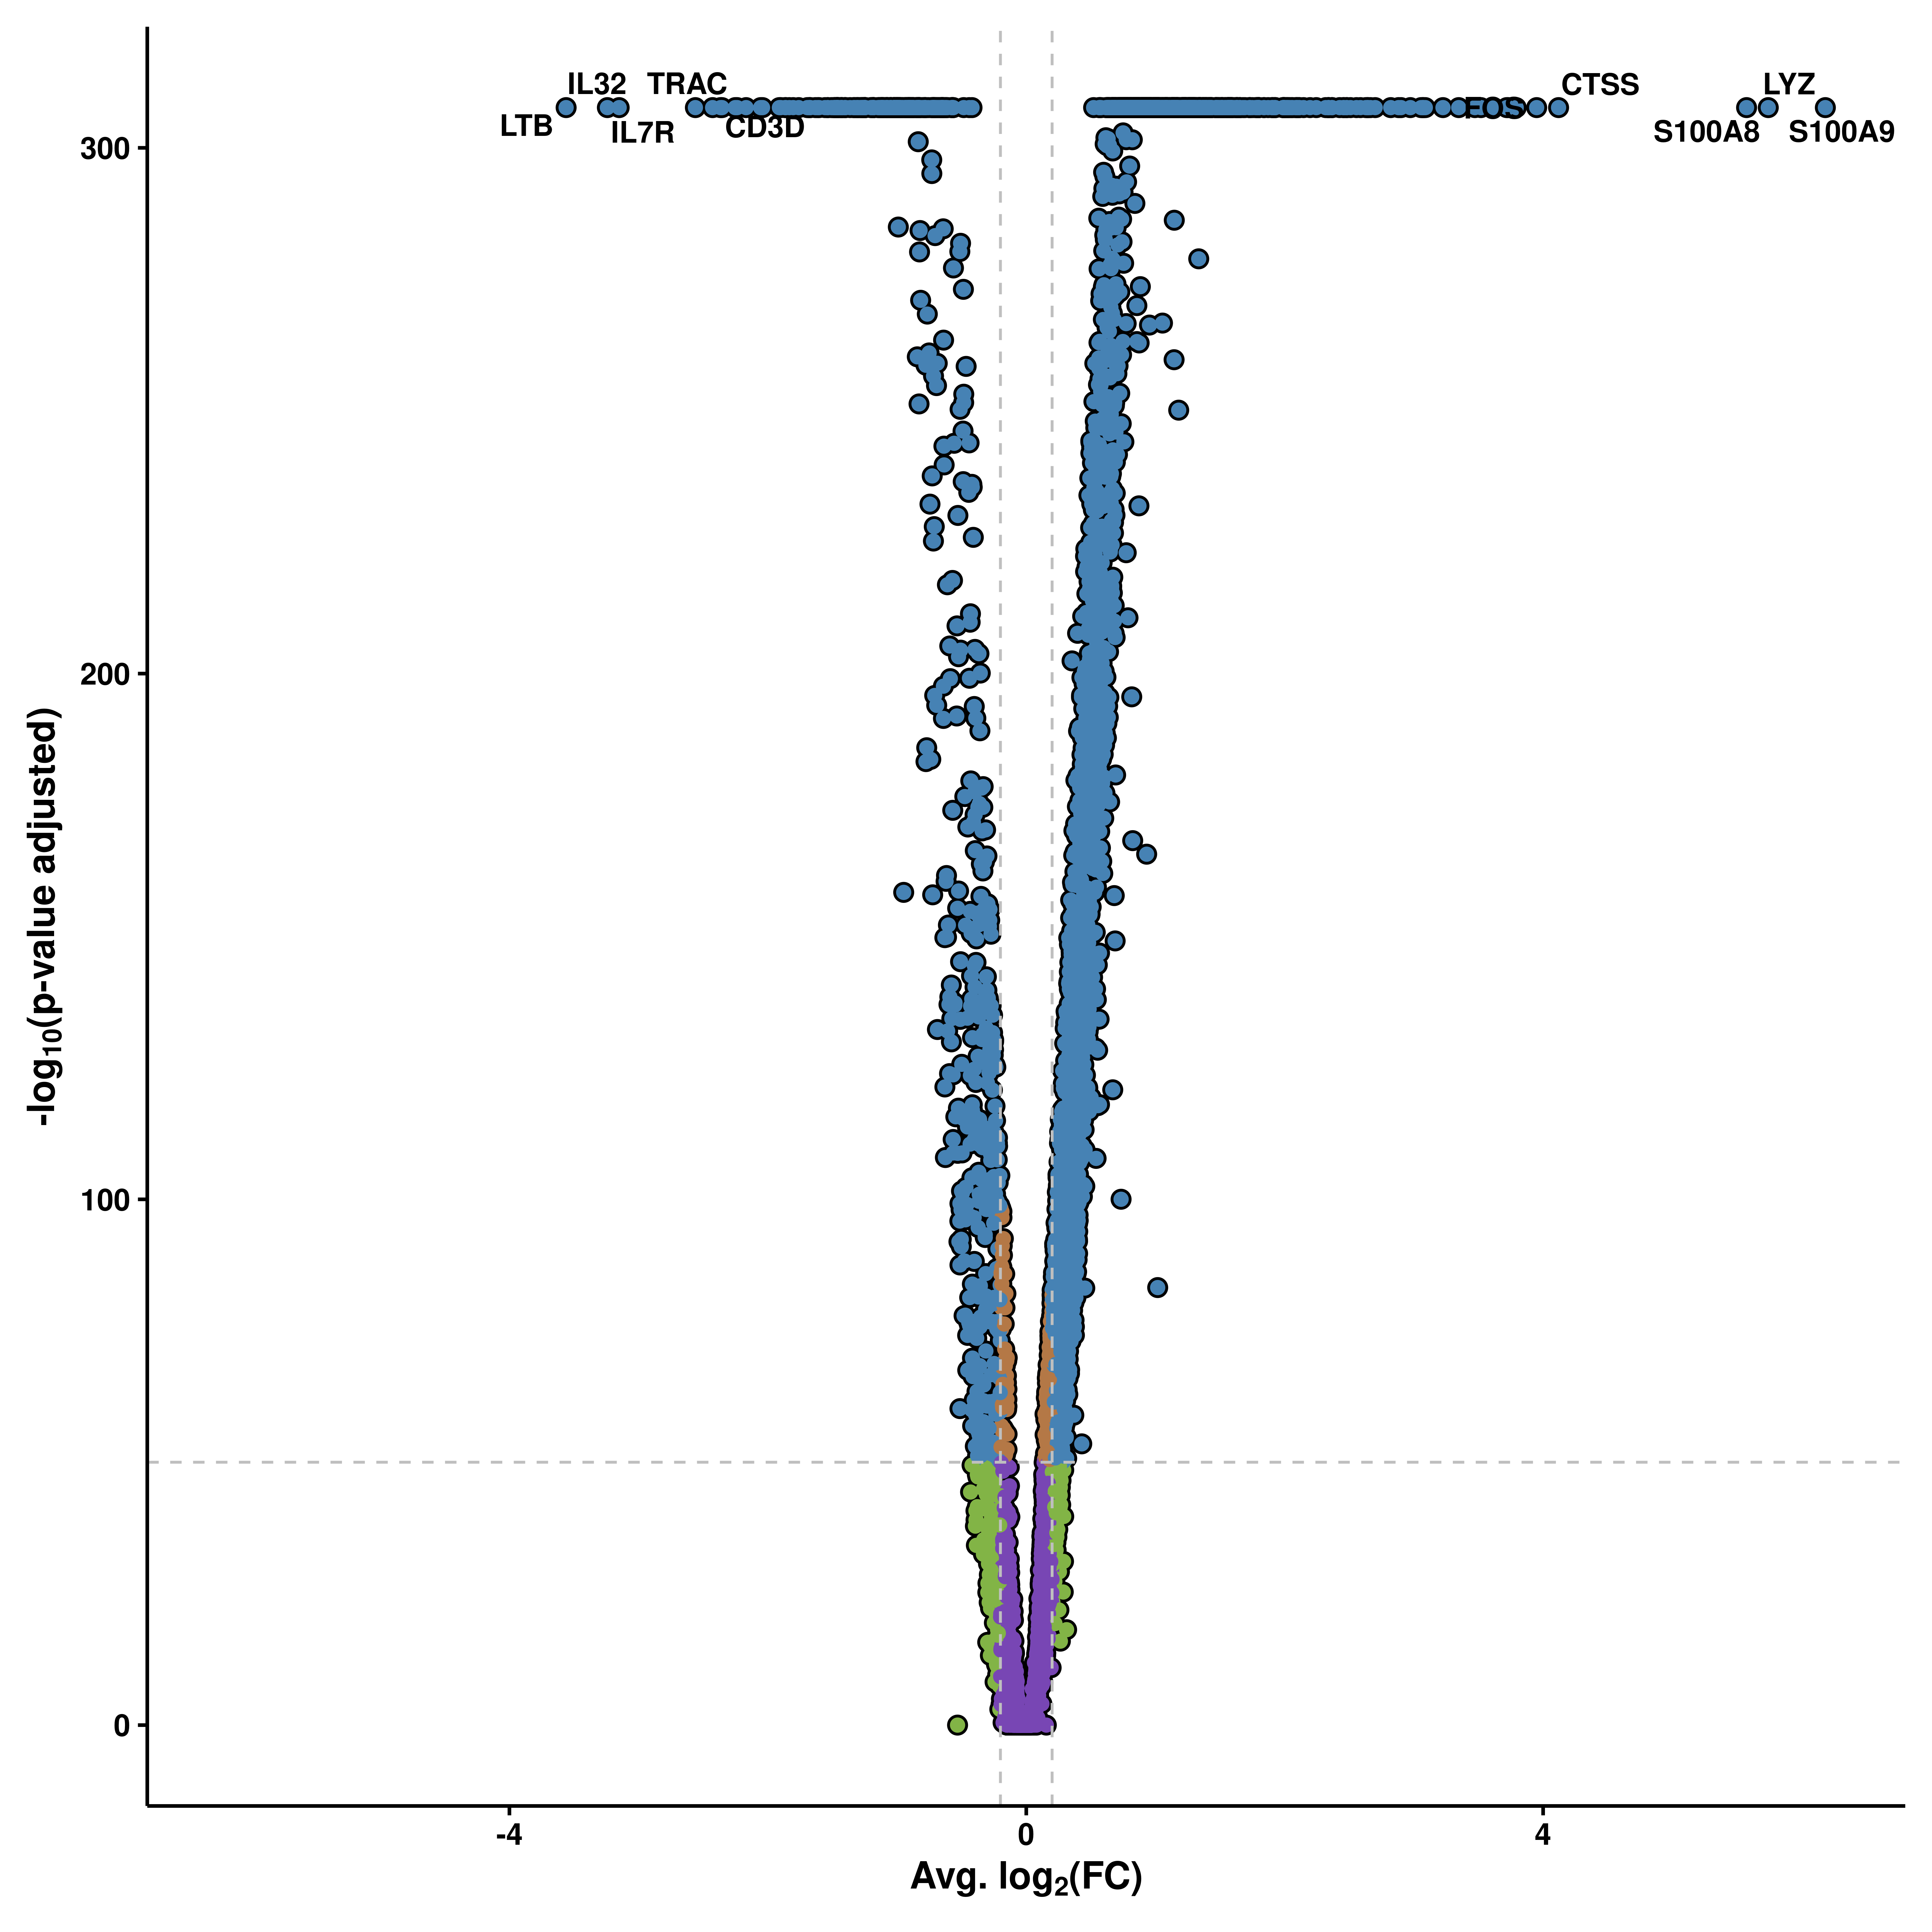 IL32 TRAC CTSS LYZ
LTB IL7R CD3D FOS S100A8 S100A9
300
200
100
0
-log10(p-value adjusted)
-4 0 4
Avg. log2(FC)